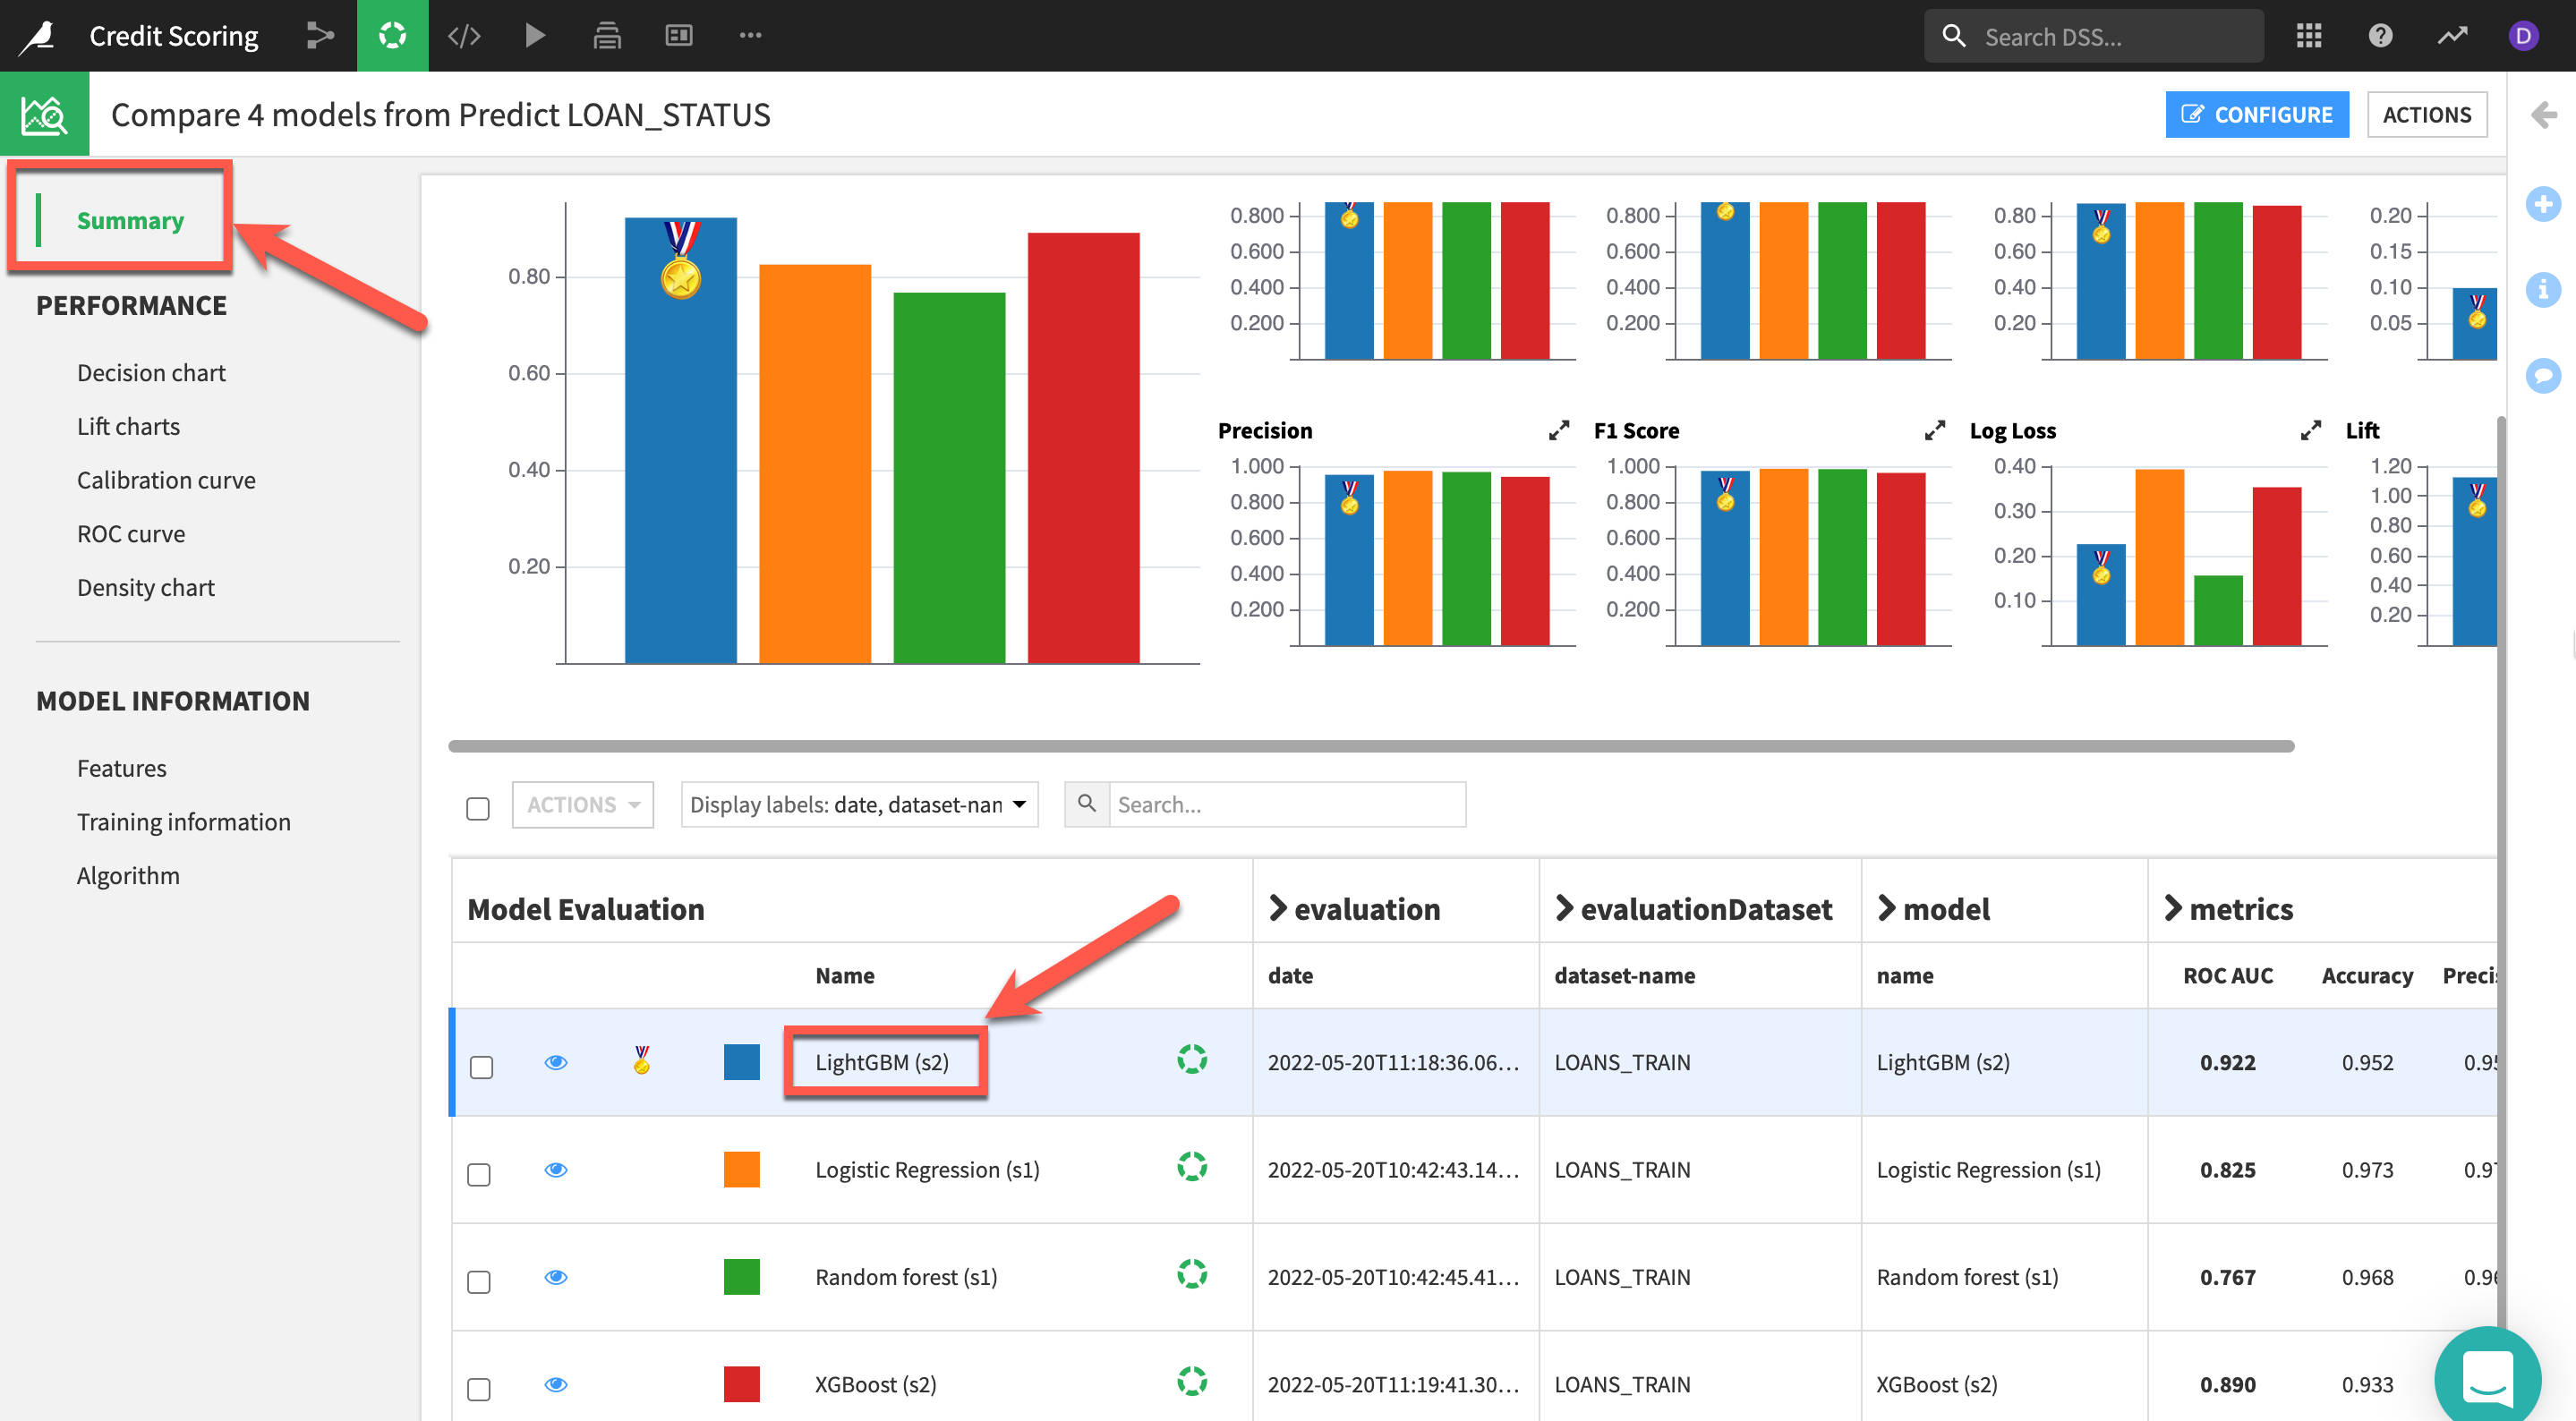 Credit Scoring
Search DSS...
D
Compare 4 models from Predict LOAN_STATUS
CONFIGURE
ACTIONS
Summary
PERFORMANCE
Decision chart
Lift charts
Calibration curve
ROC curve
Density chart
MODEL INFORMATION
Features
Training information
Algorithm
0.80
0.60
0.40
0.20
0.800
0.600
0.400
0.200
0.800
0.600
0.400
0.200
0.80
0.60
0.40
0.20
0.20
0.15
0.10
0.05
Precision
1.000
0.800
0.600
0.400
0.200
F1 Score
1.000
0.800
0.600
0.400
0.200
Log Loss
0.40
0.30
0.20
0.10
Lift
1.20
1.00
0.80
0.60
0.40
0.20
ACTIONS
Display labels: date, dataset-nan
Search...
Model Evaluation evaluation evaluationDataset model metrics
Name date dataset-name name ROC AUC Accuracy Preci
LightGBM (s2) 2022-05-20T11:18:36.06... LOANS_TRAIN LightGBM (s2) 0.922 0.952 0.95
Logistic Regression (s1) 2022-05-20T10:42:43.14... LOANS_TRAIN Logistic Regression (s1) 0.825 0.973 0.97
Random forest (s1) 2022-05-20T10:42:45.41... LOANS_TRAIN Random forest (s1) 0.767 0.968 0.96
XGBoost (s2) 2022-05-20T11:19:41.30... LOANS_TRAIN XGBoost (s2) 0.890 0.933